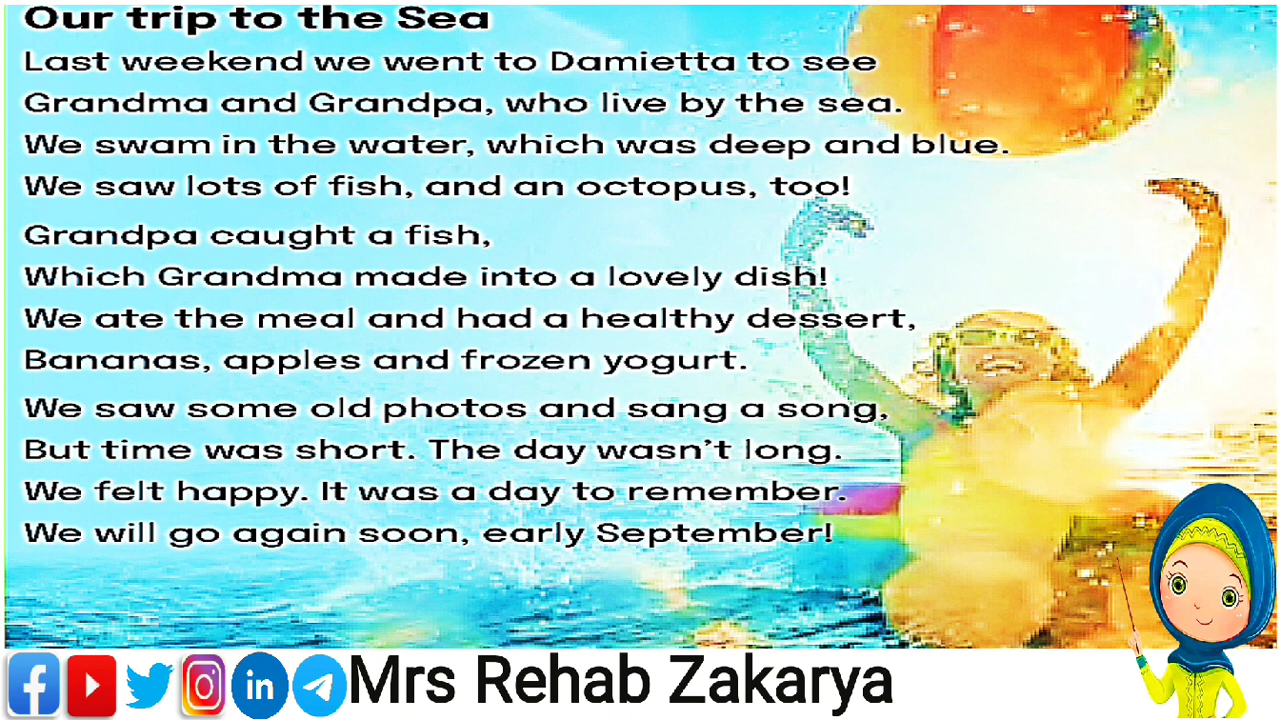 Our trip to the Sea
Last weekend we went to Damietta to see
Grandma and Grandpa, who live by the sea.
We swam in the water, which was deep and blue.
We saw lots of fish, and an octopus, too!
Grandpa caught a fish,
Which Grandma made into a lovely dish!
We ate the meal and had a healthy dessert,
Bananas, apples and frozen yogurt.
We saw some old photos and sang a song,
But time was short. The day wasn't long.
We felt happy. It was a day to remember.
We will go again soon, early September!
Mrs Rehab Zakarya